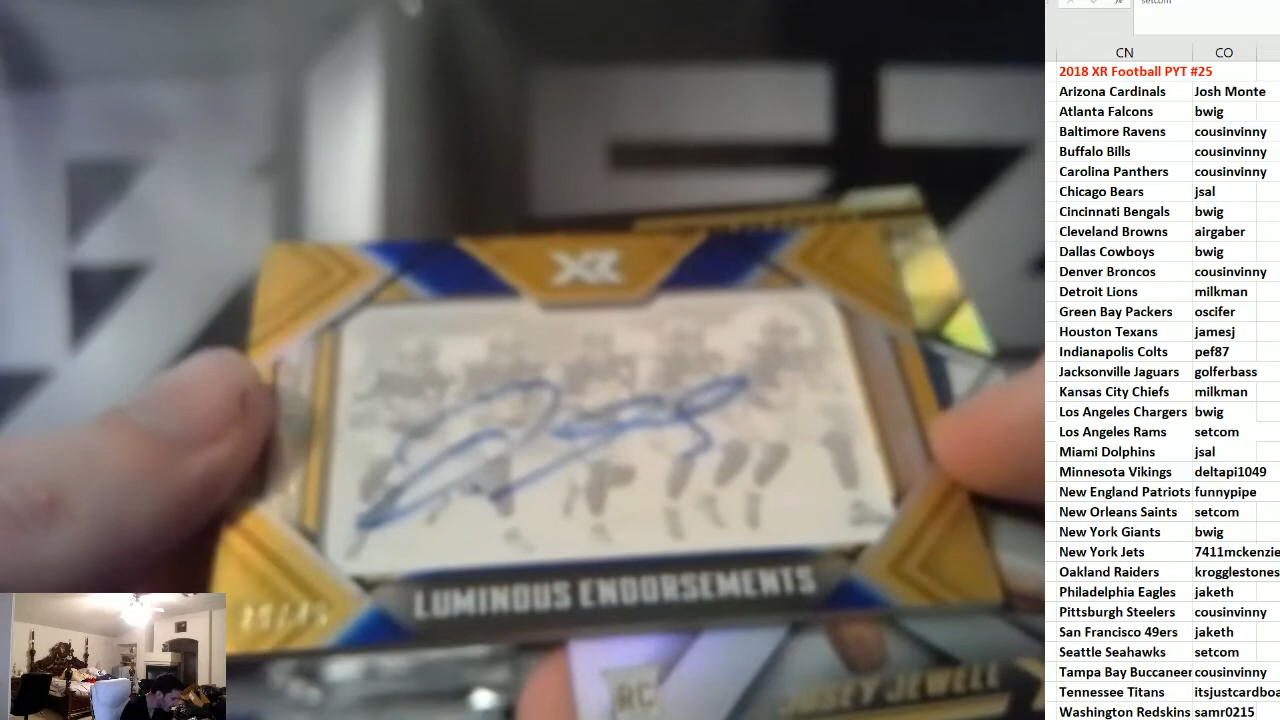 setcom
CN CO
2018 XR Football PYT #25
Arizona Cardinals Josh Monte
Atlanta Falcons bwig
Baltimore Ravens cousinvinny
Buffalo Bills cousinvinny
Carolina Panthers cousinvinny
Chicago Bears jsal
Cincinnati Bengals bwig
Cleveland Browns airgaber
Dallas Cowboys bwig
Denver Broncos cousinvinny
Detroit Lions milkman
Green Bay Packers oscifer
Houston Texans jamesj
Indianapolis Colts pef87
Jacksonville Jaguars golferbass
Kansas City Chiefs milkman
Los Angeles Chargers bwig
Los Angeles Rams setcom
Miami Dolphins jsal
Minnesota Vikings deltapi1049
New England Patriots funnypipe
New Orleans Saints setcom
New York Giants bwig
New York Jets 7411mckenzie
Oakland Raiders krogglestones
Philadelphia Eagles jaketh
Pittsburgh Steelers cousinvinny
San Francisco 49ers jaketh
Seattle Seahawks setcom
Tampa Bay Buccaneer cousinvinny
Tennessee Titans itsjustcardboa
Washington Redskins samr0215
XR
LUMINOUS ENDORSEMENTS
RC
JOSEY JEWELL